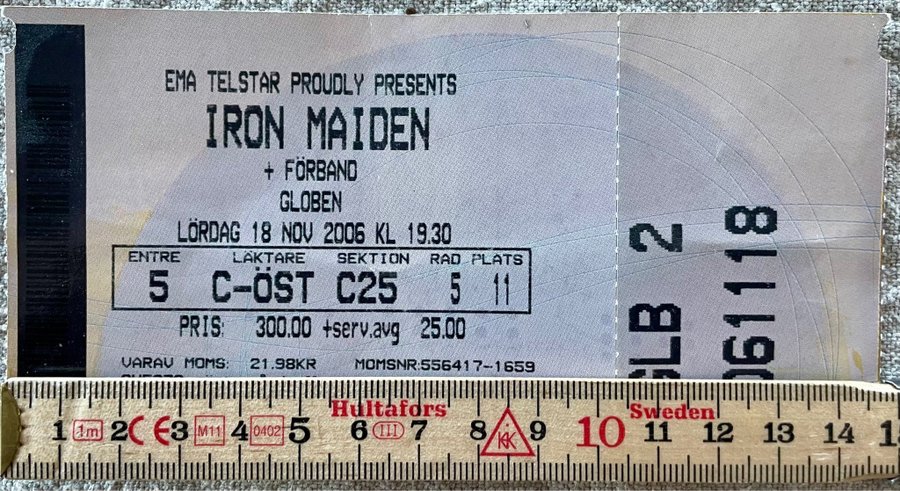 EMA TELSTAR PROUDLY PRESENTS
IRON MAIDEN
+ FÖRBAND
GLOBEN
LÖRDAG 18 NOV 2006 KL 19.30
ENTRE LÄKTARE SEKTION RAD PLATS
5 C-ÖST C25 5 11
PRIS: 300.00 +serv.avg 25.00
VARAV MOMS: 21.98KR MOMSNR:556417-1659
GLB 2
061118
Hultafors Sweden
1 1m 2 CE 3 M11 4 0402 5 6 III 7 8 KK 9 10 11 12 13 14